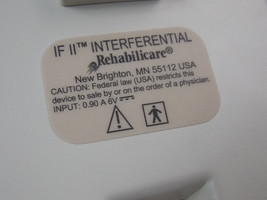 IF II™ INTERFERENTIAL
Rehabilicare®
New Brighton, MN 55112 USA
CAUTION: Federal law (USA) restricts this
device to sale by or on the order of a physician.
INPUT: 0.90 A 6V ⎓